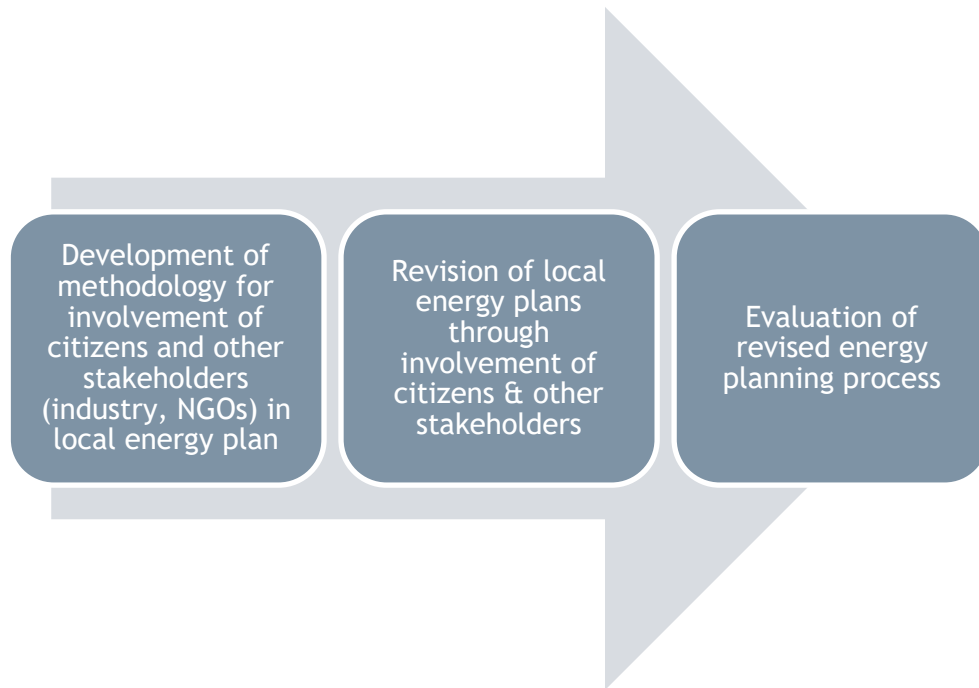 Development of
methodology for
involvement of
citizens and other
stakeholders
(industry, NGOs) in
local energy plan
Revision of local
energy plans
through
involvement of
citizens & other
stakeholders
Evaluation of
revised energy
planning process